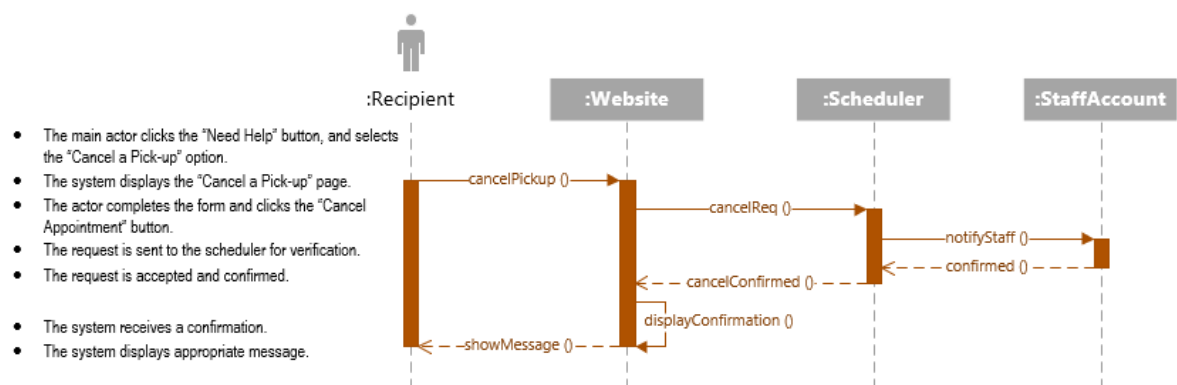 :Recipient
:Website
:Scheduler
:StaffAccount
• The main actor clicks the “Need Help” button, and selects
the “Cancel a Pick-up” option.
• The system displays the “Cancel a Pick-up” page.
• The actor completes the form and clicks the “Cancel
Appointment” button.
• The request is sent to the scheduler for verification.
• The request is accepted and confirmed.
• The system receives a confirmation.
• The system displays appropriate message.
cancelPickup ()
cancelReq ()
notifyStaff ()
confirmed ()
cancelConfirmed ()
displayConfirmation ()
showMessage ()